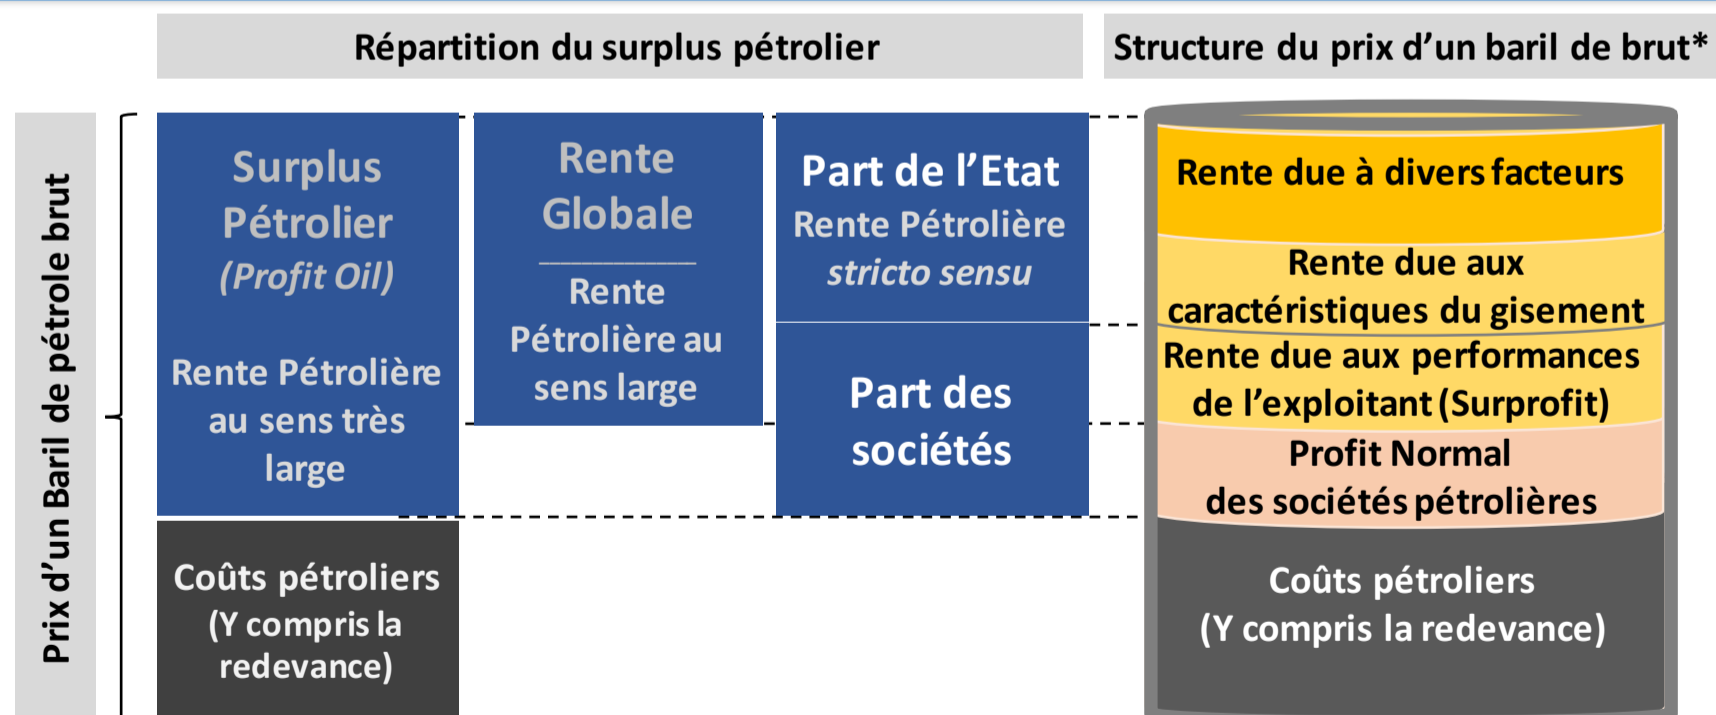 Répartition du surplus pétrolier
Structure du prix d’un baril de brut*
Prix d’un Baril de pétrole brut
Surplus
Pétrolier
(Profit Oil)
Rente Pétrolière
au sens très
large
Coûts pétroliers
(Y compris la
redevance)
Rente
Globale
Rente
Pétrolière au
sens large
Part de l’Etat
Rente Pétrolière
stricto sensu
Part des
sociétés
Rente due à divers facteurs
Rente due aux
caractéristiques du gisement
Rente due aux performances
de l’exploitant (Surprofit)
Profit Normal
des sociétés pétrolières
Coûts pétroliers
(Y compris la redevance)